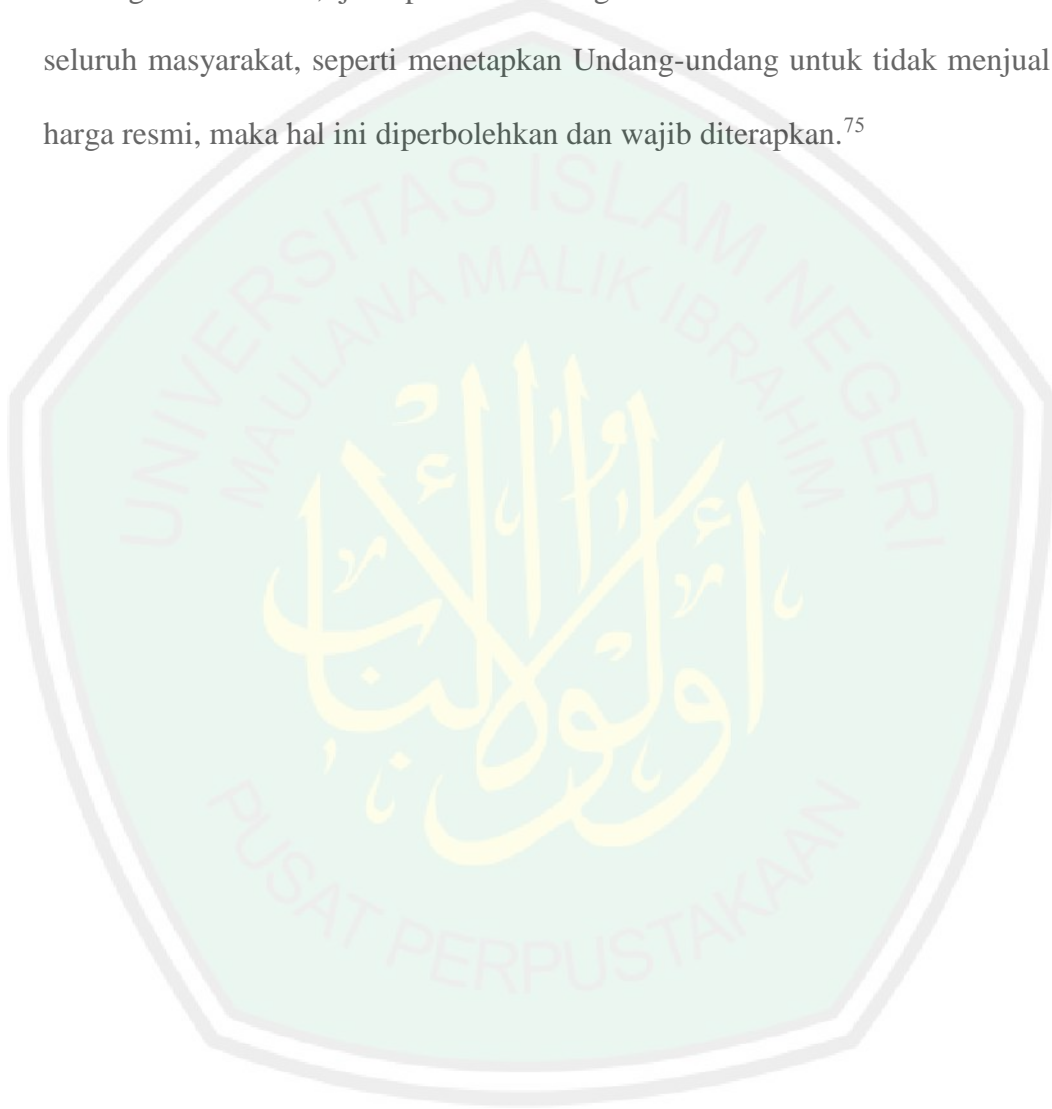 seluruh masyarakat, seperti menetapkan Undang-undang untuk tidak menjual
harga resmi, maka hal ini diperbolehkan dan wajib diterapkan.75
UNIVERSITAS ISLAM NEGERI
MAULANA MALIK IBRAHIM
أولوا الألباب
PUSAT PERPUSTAKAAN